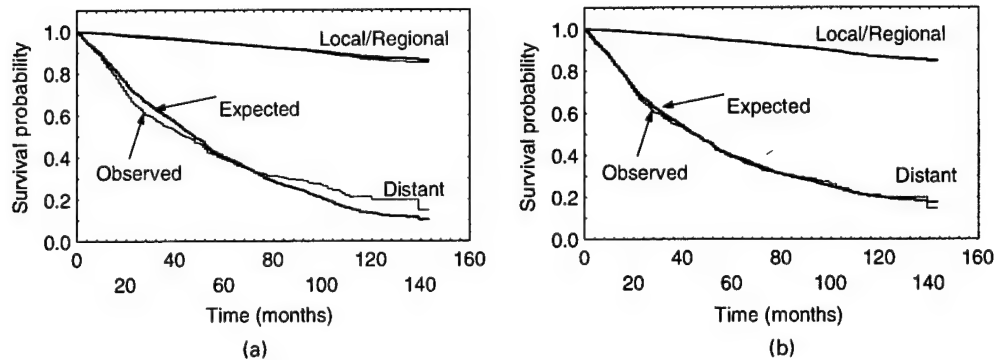 Survival probability
1.0
0.8
0.6
0.4
0.2
0.0
Local/Regional
Expected
Observed
Distant
0 40 80 120 160
20 60 100 140
Time (months)
(a)
Survival probability
1.0
0.8
0.6
0.4
0.2
0.0
Local/Regional
Expected
Observed
Distant
0 40 80 120 160
20 60 100 140
Time (months)
(b)